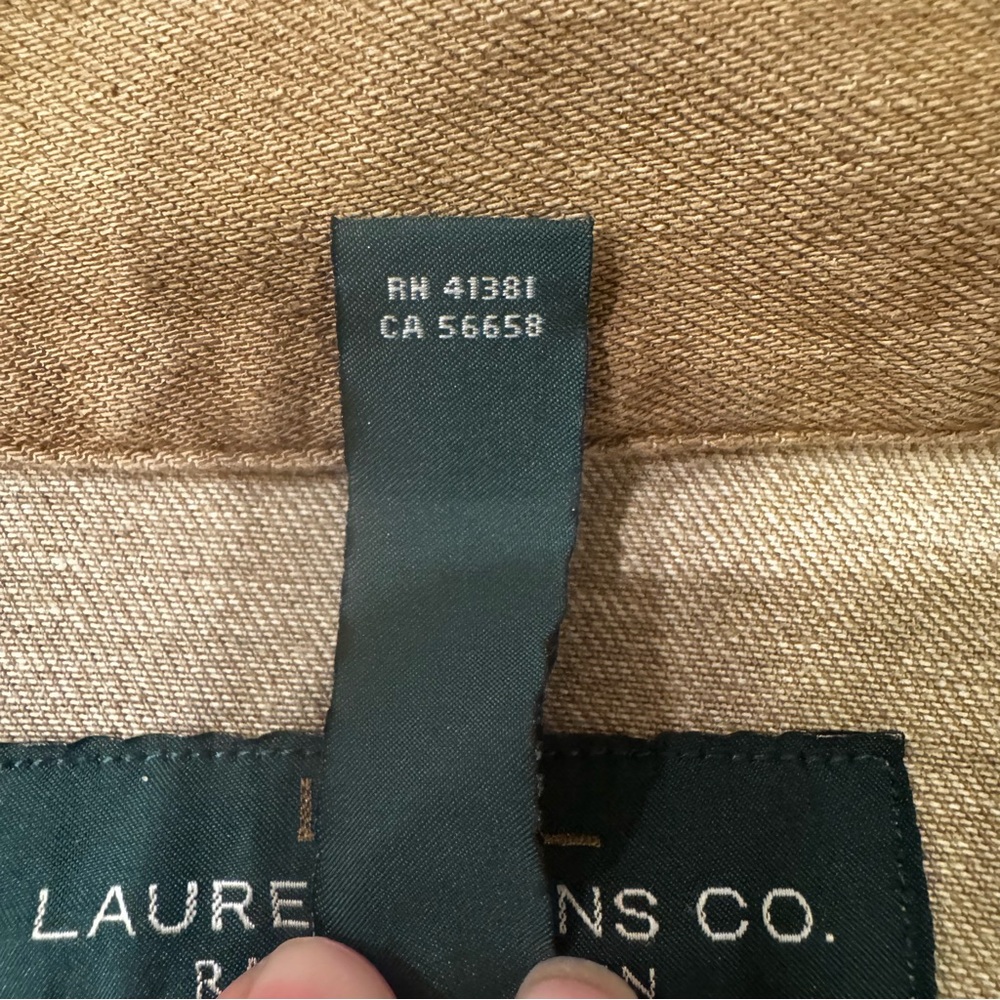 RN 41381
CA 56658
LAURE NS CO.